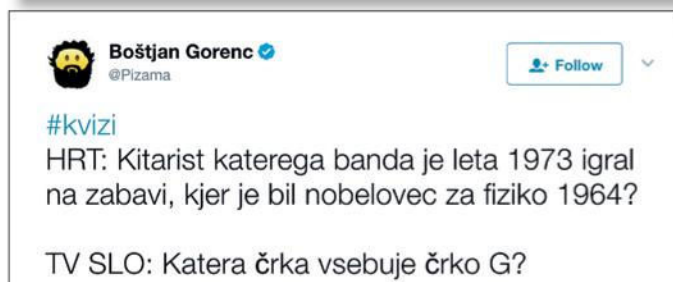 Boštjan Gorenc
@Pizama
Follow
#kvizi
HRT: Kitarist katerega banda je leta 1973 igral
na zabavi, kjer je bil nobelovec za fiziko 1964?
TV SLO: Katera črka vsebuje črko G?